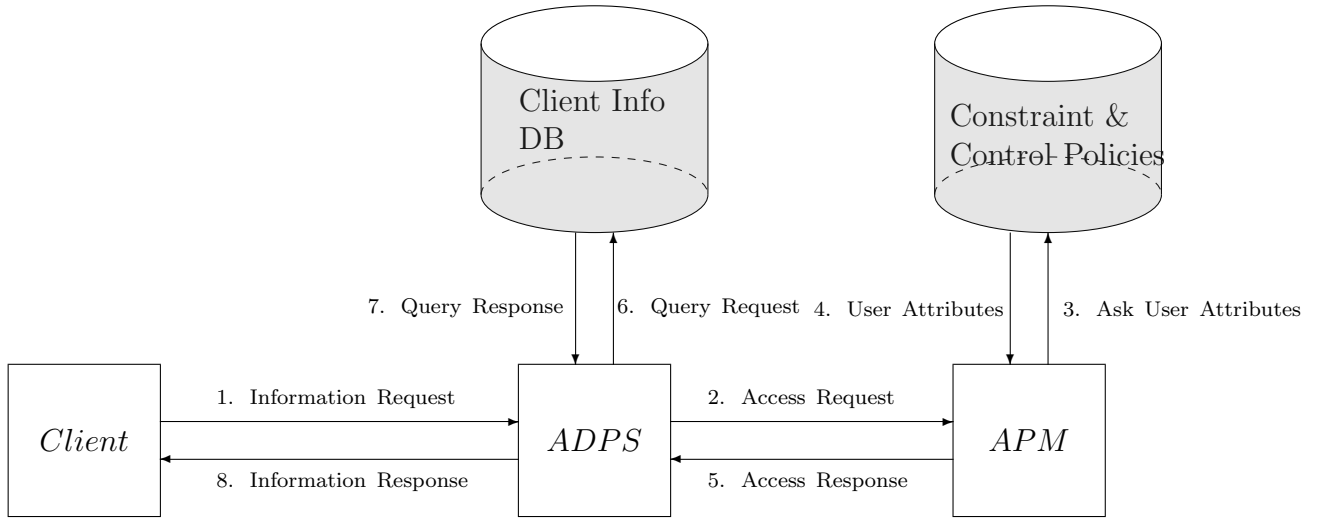 Client Info
DB
Constraint &
Control Policies
7. Query Response
6. Query Request
4. User Attributes
3. Ask User Attributes
1. Information Request
2. Access Request
Client
ADPS
APM
8. Information Response
5. Access Response